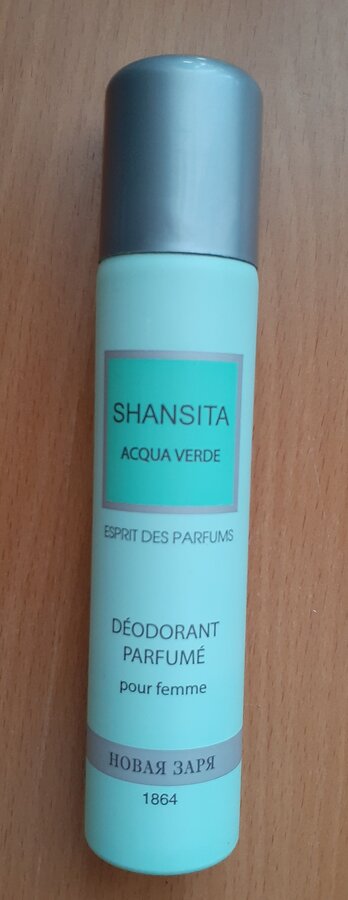 SHANSITA
ACQUA VERDE
ESPRIT DES PARFUMS
DÉODORANT
PARFUMÉ
pour femme
НОВАЯ ЗАРЯ
1864